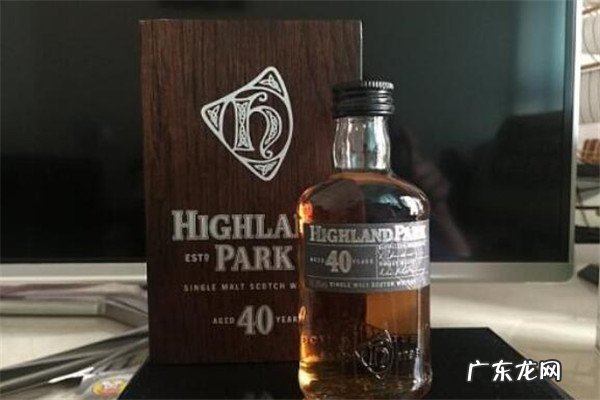 h
HIGHLAND
ESTD PARK
SINGLE MALT SCOTCH
AGED 40 YEARS
HIGHLAND PARK
AGED 40 YEARS
SINGLE MALT SCOTCH WHISKY
h
广东龙网